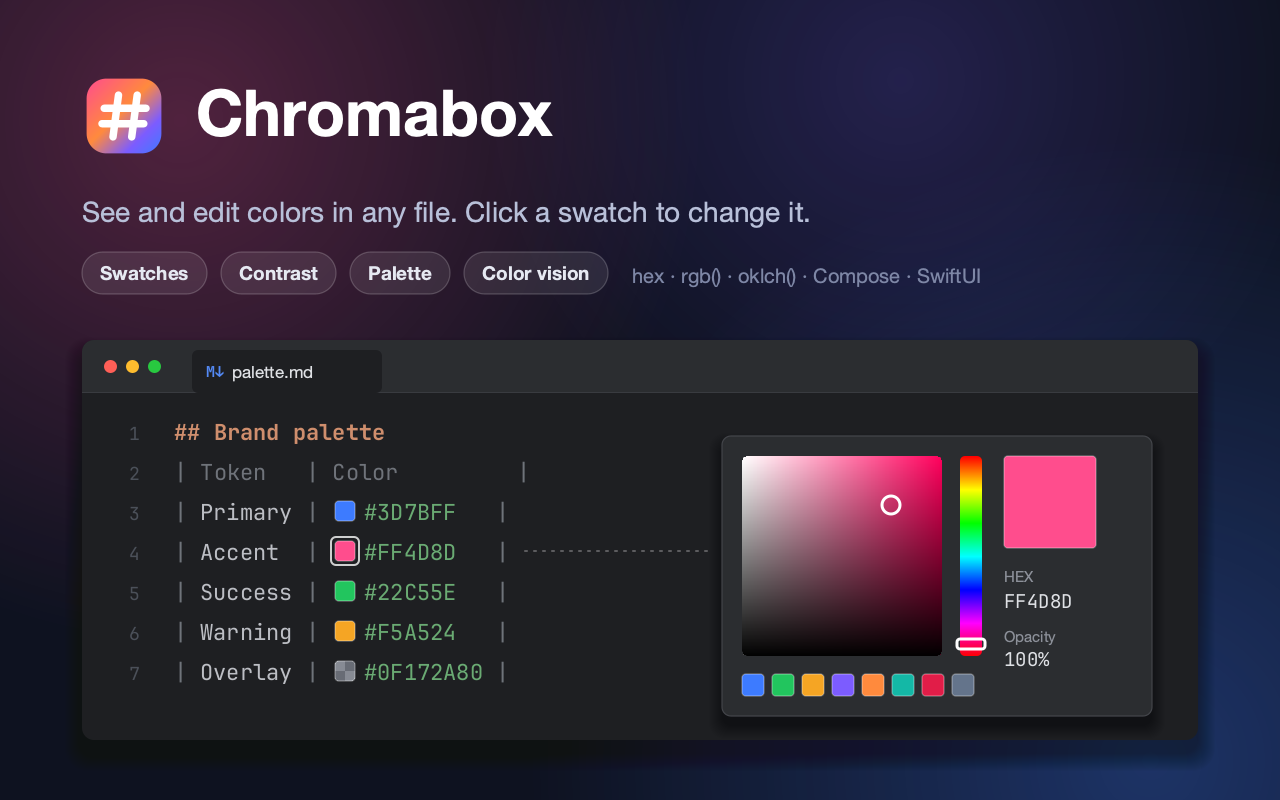 #
Chromabox
See and edit colors in any file. Click a swatch to change it.
Swatches Contrast Palette Color vision hex · rgb() · oklch() · Compose · SwiftUI
M↓ palette.md
1 ## Brand palette
2 | Token | Color |
3 | Primary | #3D7BFF |
4 | Accent | #FF4D8D |
5 | Success | #22C55E |
6 | Warning | #F5A524 |
7 | Overlay | #0F172A80 |
HEX
FF4D8D
Opacity
100%